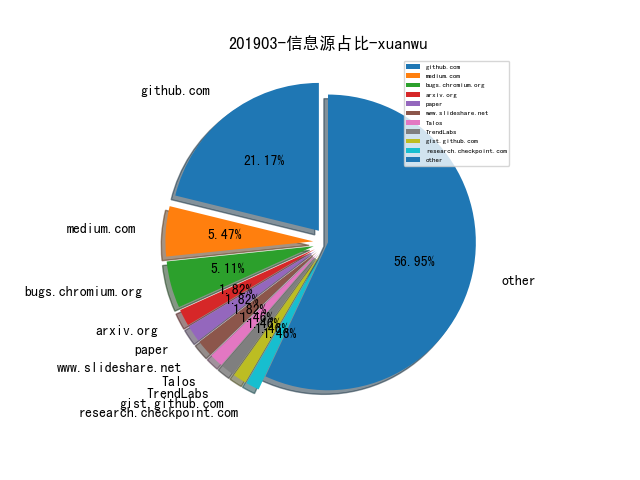 201903-信息源占比-xuanwu
github.com
medium.com
bugs.chromium.org
arxiv.org
paper
www.slideshare.net
Talos
TrendLabs
gist.github.com
research.checkpoint.com
other
github.com
21.17%
medium.com
5.47%
bugs.chromium.org
5.11%
arxiv.org
1.82%
paper
1.82%
www.slideshare.net
1.82%
Talos
1.46%
TrendLabs
1.46%
gist.github.com
1.46%
research.checkpoint.com
1.46%
other
56.95%